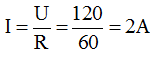 I = U/R = 120/60 = 2A